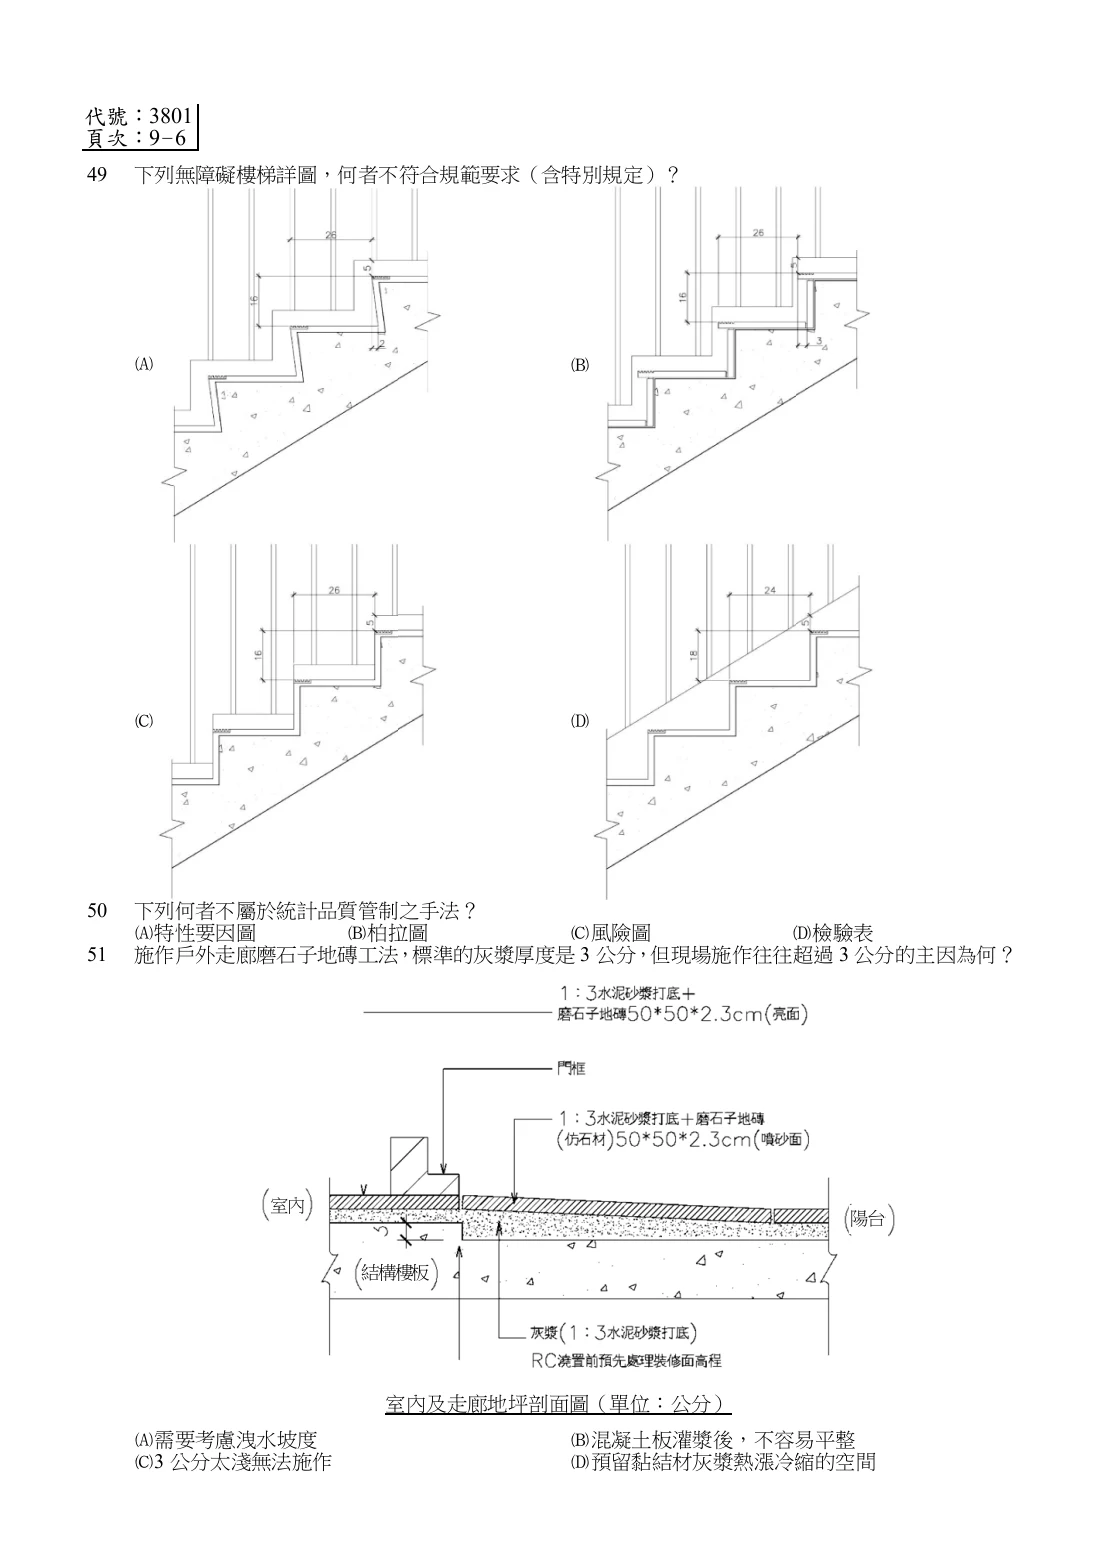 代號：3801
頁次：9－6
49 下列無障礙樓梯詳圖，何者不符合規範要求（含特別規定）？
26
5
16
2
(A)
26
5
16
3
(B)
26
5
16
(C)
24
5
18
(D)
50 下列何者不屬於統計品質管制之手法？
(A)特性要因圖 (B)柏拉圖 (C)風險圖 (D)檢驗表
51 施作戶外走廊磨石子地磚工法，標準的灰漿厚度是 3 公分，但現場施作往往超過 3 公分的主因為何？
1：3水泥砂漿打底＋
磨石子地磚50*50*2.3cm(亮面)
門框
1：3水泥砂漿打底＋磨石子地磚
(仿石材)50*50*2.3cm(噴砂面)
(室內)
(陽台)
5
(結構樓板)
灰漿(1：3水泥砂漿打底)
RC澆置前預先處理裝修面高程
室內及走廊地坪剖面圖（單位：公分）
(A)需要考慮洩水坡度 (B)混凝土板灌漿後，不容易平整
(C)3 公分太淺無法施作 (D)預留黏結材灰漿熱漲冷縮的空間